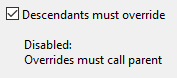 Descendants must override
Disabled:
Overrides must call parent